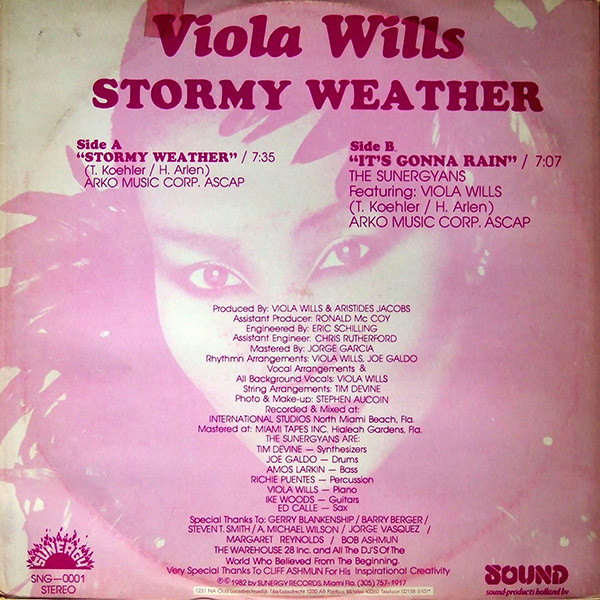 Viola Wills
STORMY WEATHER
Side A
"STORMY WEATHER" / 7:35
(T. Koehler / H. Arlen)
ARKO MUSIC CORP. ASCAP
Side B
"IT'S GONNA RAIN" / 7:07
THE SUNERGYANS
Featuring: VIOLA WILLS
(T. Koehler / H. Arlen)
ARKO MUSIC CORP. ASCAP
Produced By: VIOLA WILLS & ARISTIDES JACOBS
Assistant Producer: RONALD Mc COY
Engineered By: ERIC SCHILLING
Assistant Engineer: CHRIS RUTHERFORD
Mastered By: JORGE GARCIA
Rhythmn Arrangements: VIOLA WILLS, JOE GALDO
Vocal Arrangements &
All Background Vocals: VIOLA WILLS
String Arrangements: TIM DEVINE
Photo & Make-up: STEPHEN AUCOIN
Recorded & Mixed at:
INTERNATIONAL STUDIOS North Miami Beach, Fla.
Mastered at: MIAMI TAPES INC. Hialeah Gardens, Fla.
THE SUNERGYANS ARE:
TIM DEVINE — Synthesizers
JOE GALDO — Drums
AMOS LARKIN — Bass
RICHIE PUENTES — Percussion
VIOLA WILLS — Piano
IKE WOODS — Guitars
ED CALLE — Sax
Special Thanks To: GERRY BLANKENSHIP / BARRY BERGER /
STEVEN T. SMITH / A. MICHAEL WILSON / JORGE VASQUEZ /
MARGARET REYNOLDS / BOB ASHMUN
THE WAREHOUSE 28 Inc. and All The DJ'S Of The
World Who Believed From The Beginning.
Very Special Thanks To CLIFF ASHMUN For His Inspirational Creativity
℗© 1982 by SUNERGY RECORDS, Miami Fla. (305) 757-1917
SUNERGY
SNG-0001
STEREO
SOUND
sound-products holland bv